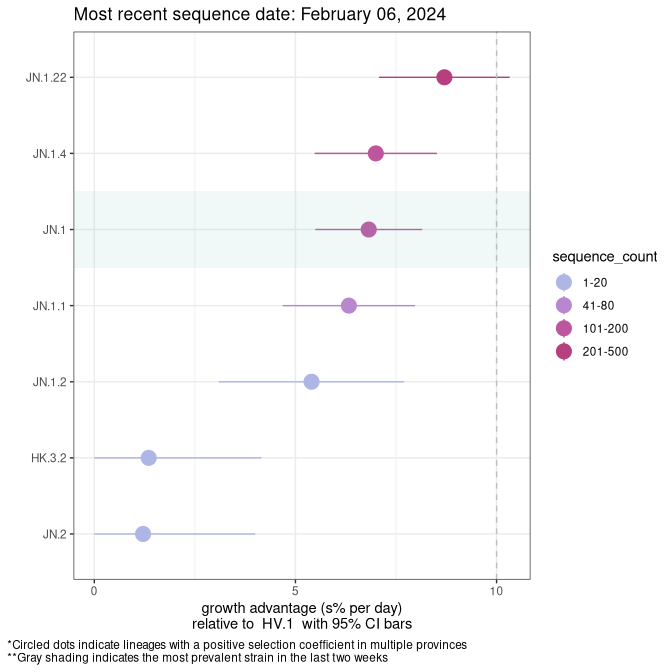 Most recent sequence date: February 06, 2024
JN.1.22
JN.1.4
JN.1
JN.1.1
JN.1.2
HK.3.2
JN.2
0 5 10
growth advantage (s% per day)
relative to  HV.1  with 95% CI bars
sequence_count
1-20
41-80
101-200
201-500
*Circled dots indicate lineages with a positive selection coefficient in multiple provinces
**Gray shading indicates the most prevalent strain in the last two weeks